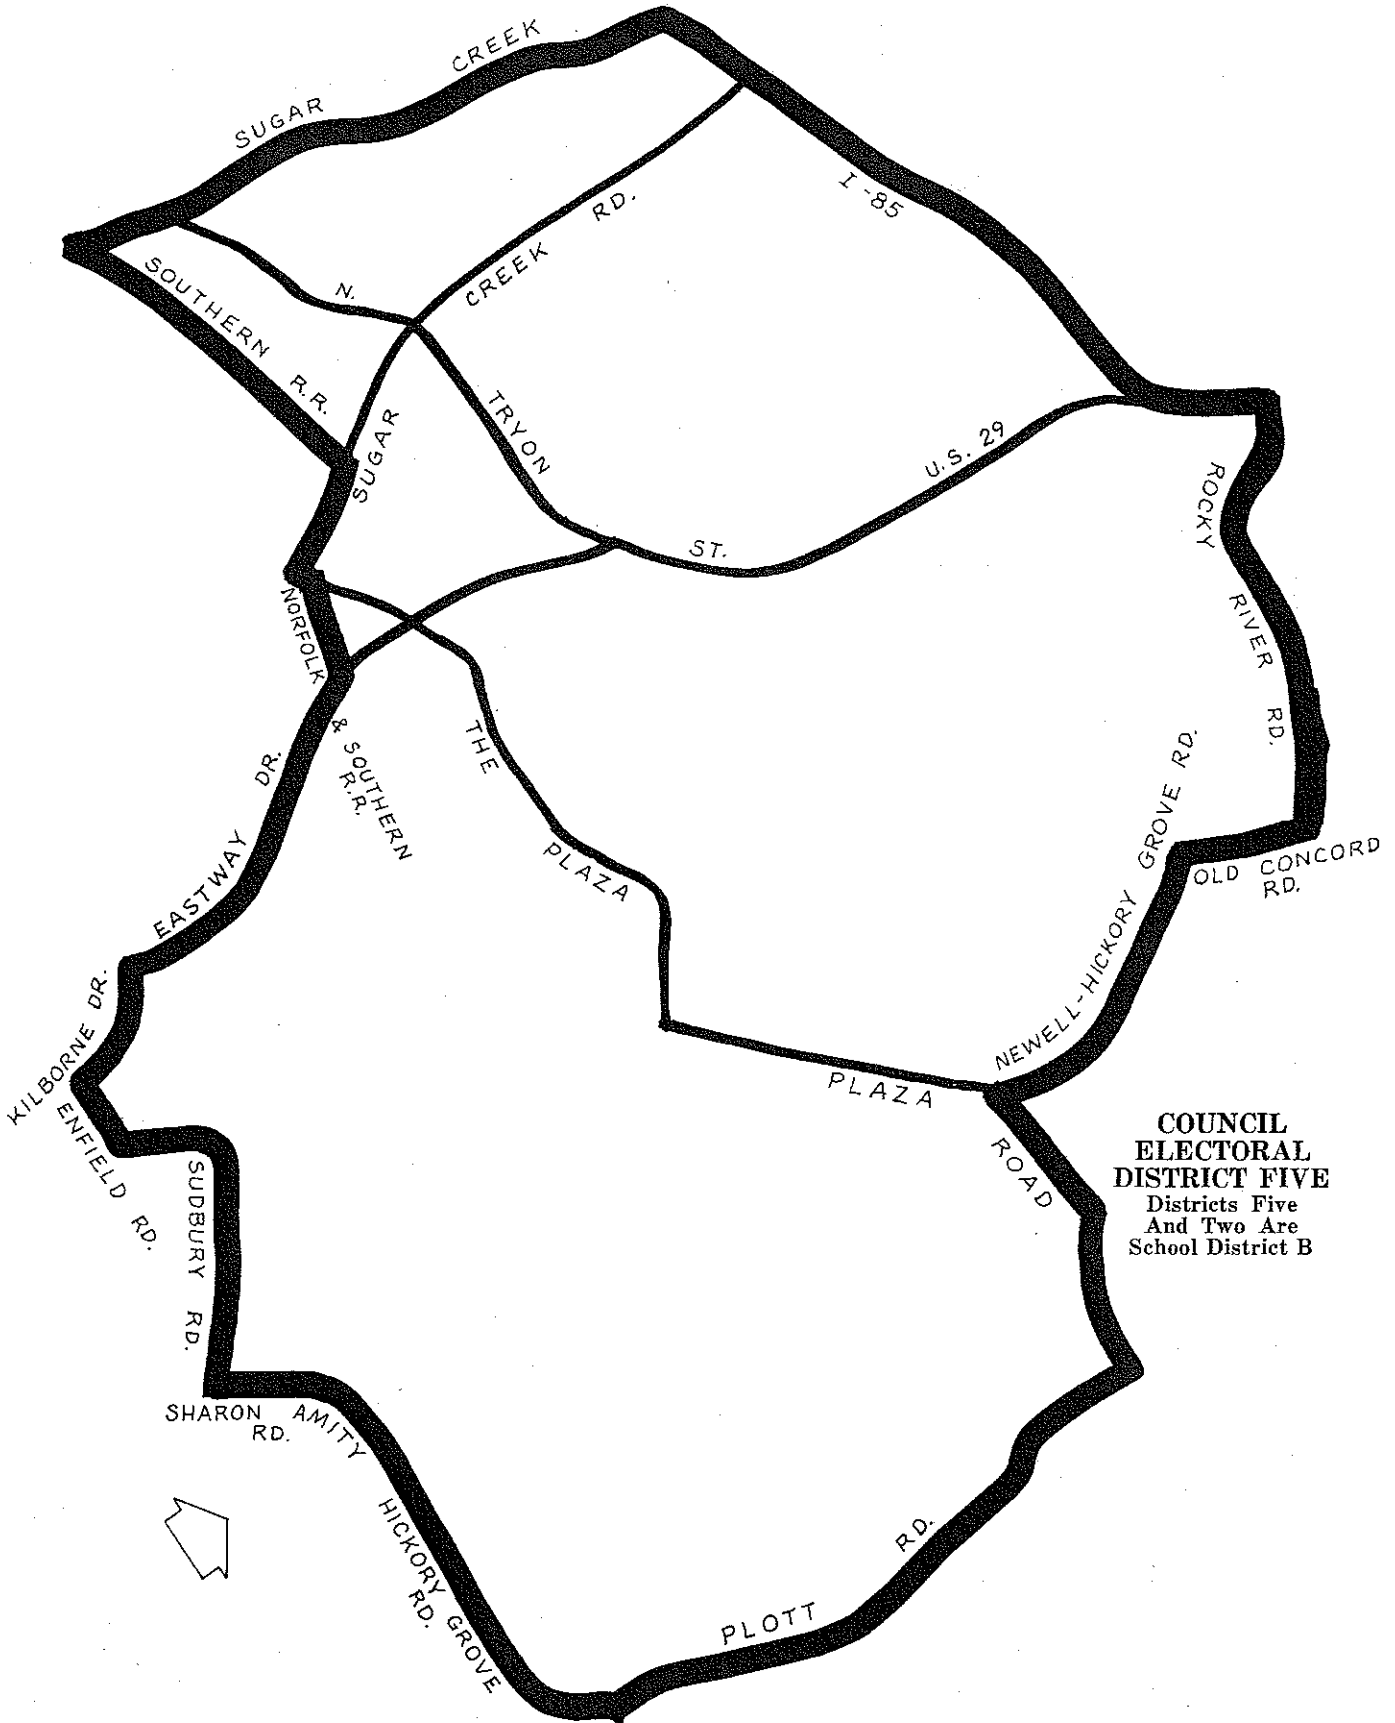 SUGAR CREEK
I-85
CREEK RD.
SOUTHERN R.R.
N.
TRYON
ST.
SUGAR
U.S. 29
ROCKY
RIVER
RD.
NORFOLK
& SOUTHERN
R.R.
THE
PLAZA
EASTWAY DR.
NEWELL-HICKORY GROVE RD.
OLD CONCORD
RD.
KILBORNE DR.
ENFIELD RD.
PLAZA
ROAD
SUDBURY RD.
COUNCIL
ELECTORAL
DISTRICT FIVE
Districts Five
And Two Are
School District B
SHARON AMITY
RD.
HICKORY GROVE
RD.
PLOTT RD.